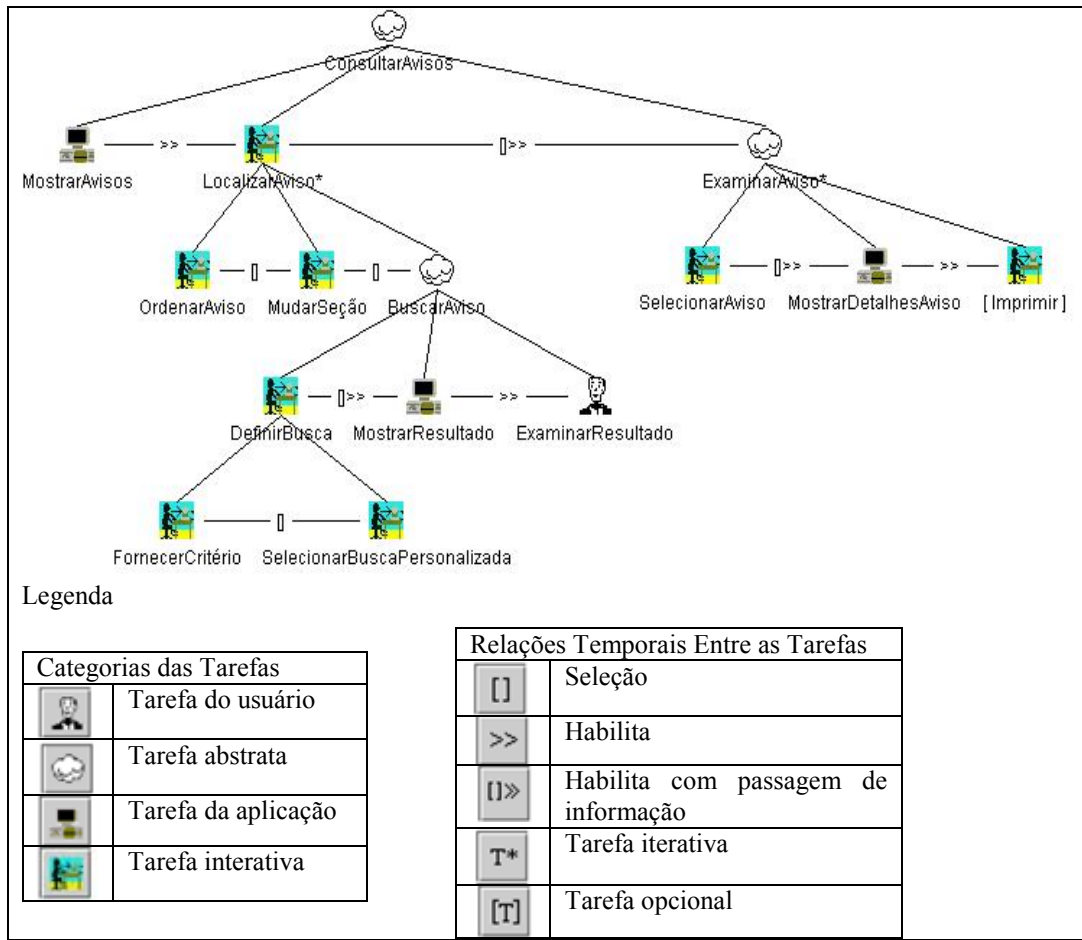 ConsultarAvisos
MostrarAvisos >> LocalizarAviso* []>> ExaminarAviso*
OrdenarAviso [] MudarSeção [] BuscarAviso
SelecionarAviso []>> MostrarDetalhesAviso >> [Imprimir]
DefinirBusca []>> MostrarResultado >> ExaminarResultado
FornecerCritério [] SelecionarBuscaPersonalizada
Legenda
Categorias das Tarefas
Tarefa do usuário
Tarefa abstrata
Tarefa da aplicação
Tarefa interativa
Relações Temporais Entre as Tarefas
[] Seleção
>> Habilita
[]» Habilita com passagem de
informação
T* Tarefa iterativa
[T] Tarefa opcional